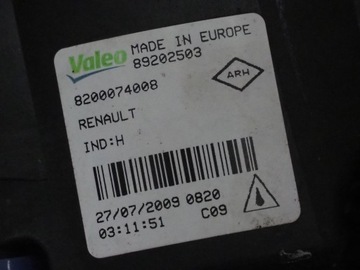 Valeo MADE IN EUROPE
89202503
ARH
8200074008
RENAULT
IND:H
27/07/2009 0820
03:11:51 C09